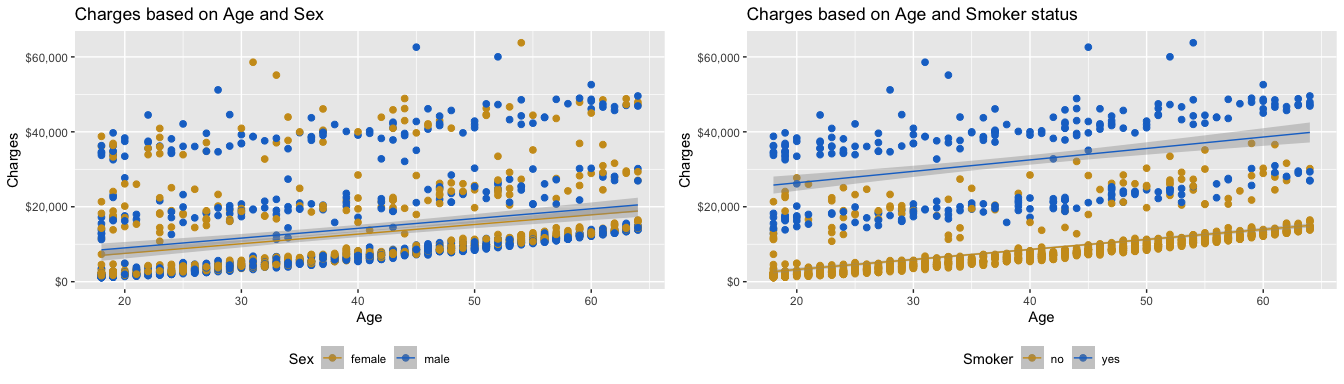 Charges based on Age and Sex
$60,000
$40,000
$20,000
$0
Charges
20
30
40
50
60
Age
Sex female male
Charges based on Age and Smoker status
$60,000
$40,000
$20,000
$0
Charges
20
30
40
50
60
Age
Smoker no yes